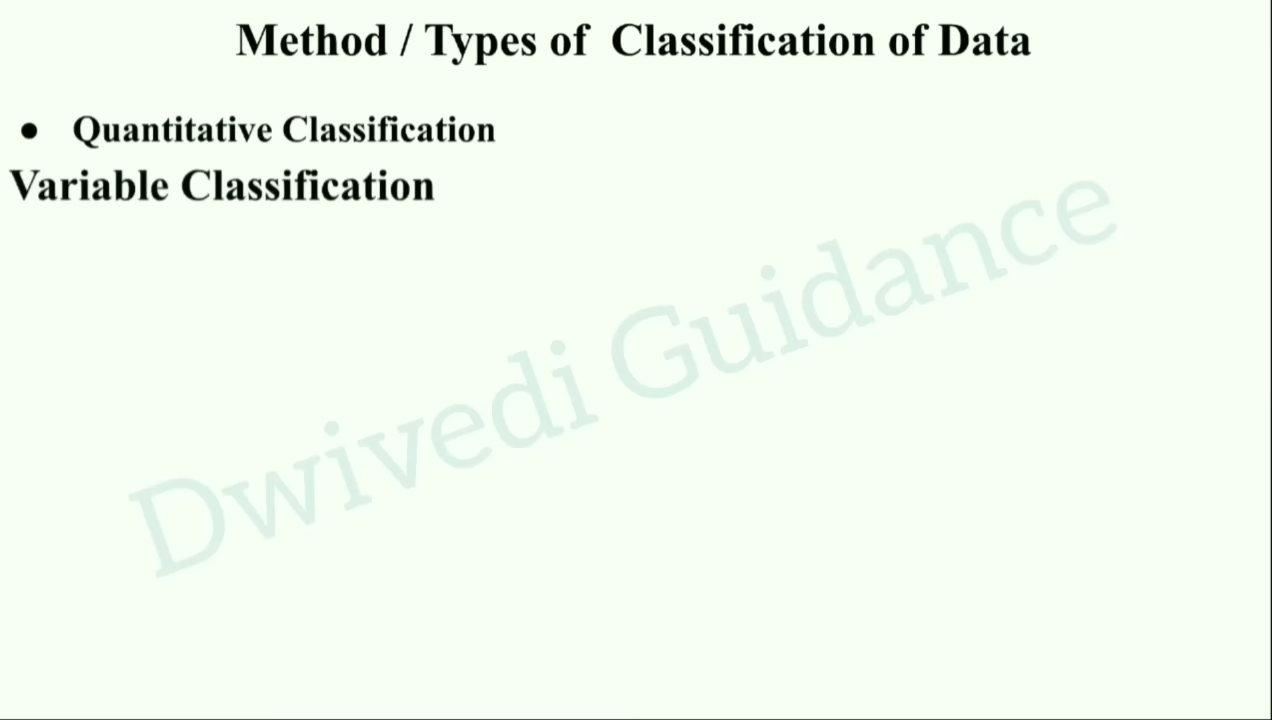 Method / Types of Classification of Data
● Quantitative Classification
Variable Classification
Dwivedi Guidance